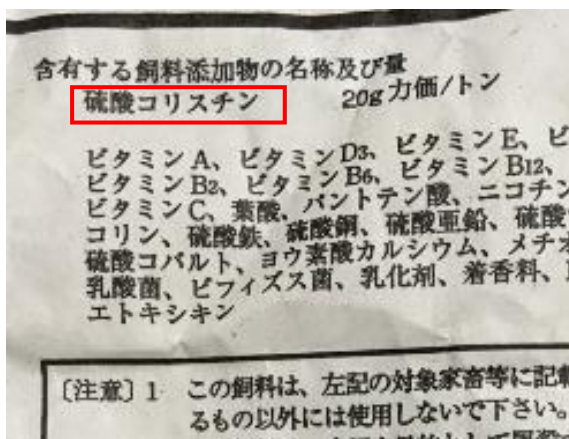 含有する飼料添加物の名称及び量
硫酸コリスチン 20g力価/トン
ビタミンA、ビタミンD3、ビタミンE、ビ
ビタミンB2、ビタミンB6、ビタミンB12、
ビタミンC、葉酸、パントテン酸、ニコチン
コリン、硫酸鉄、硫酸銅、硫酸亜鉛、硫酸
硫酸コバルト、ヨウ素酸カルシウム、メチオ
乳酸菌、ビフィズス菌、乳化剤、着香料、
エトキシキン
〔注意〕1 この飼料は、左記の対象家畜等に記載
るもの以外には使用しないで下さい。